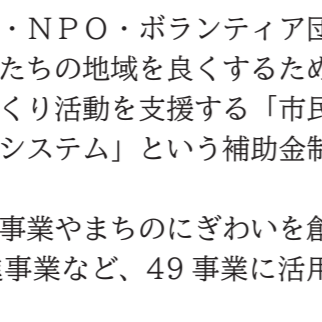 ・ＮＰＯ・ボランティア団
たちの地域を良くするため
くり活動を支援する「市民
システム」という補助金制
事業やまちのにぎわいを創
進事業など、49 事業に活用